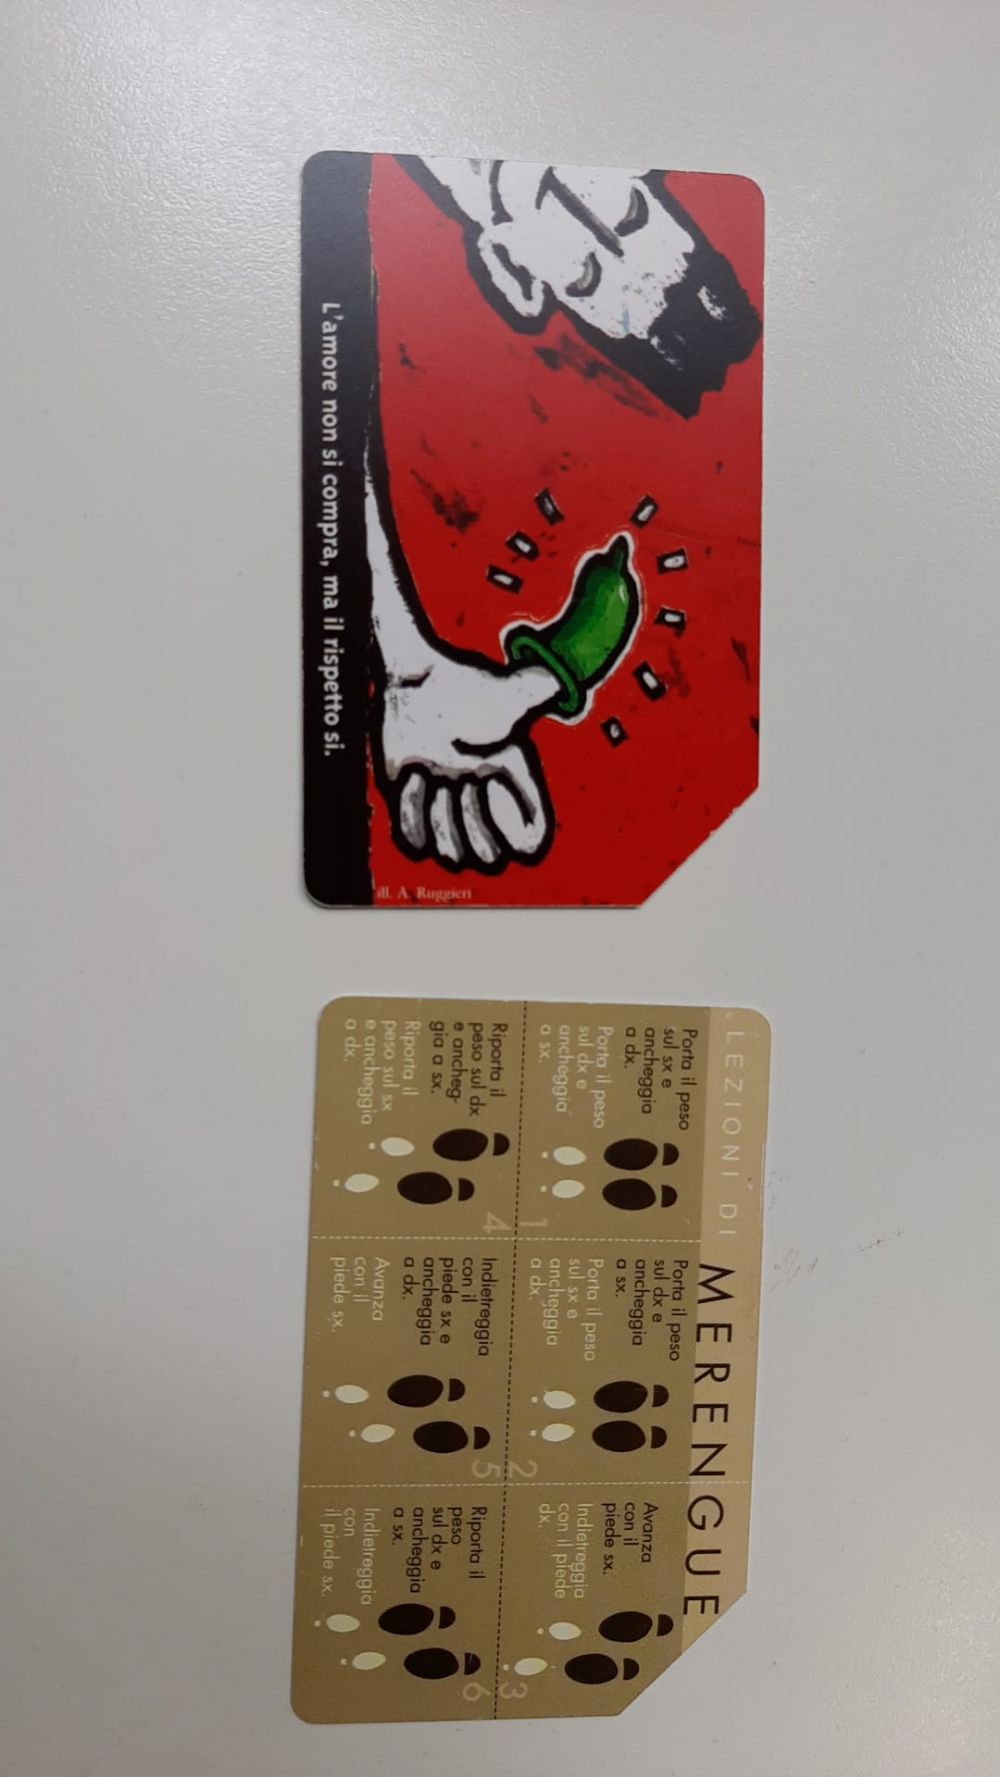 L'amore non si compra, ma il rispetto si.
ill. A. Ruggieri
LEZIONI DI MERENGUE
Porta il peso
sul sx e
ancheggia
a dx.
Porta il peso
sul dx e
ancheggia
a sx.
1
Porta il peso
sul dx e
ancheggia
a sx.
Porta il peso
sul sx e
ancheggia
a dx.
2
Avanza
con il
piede sx.
Indietreggia
con il piede
dx.
3
Riporta il
peso sul dx
e ancheg-
gia a sx.
Riporta il
peso sul sx
e ancheggia
a dx.
4
Indietreggia
con il
piede sx e
ancheggia
a dx.
Avanza
con il
piede sx.
5
Riporta il
peso
sul dx e
ancheggia
a sx.
Indietreggia
con
il piede sx.
6